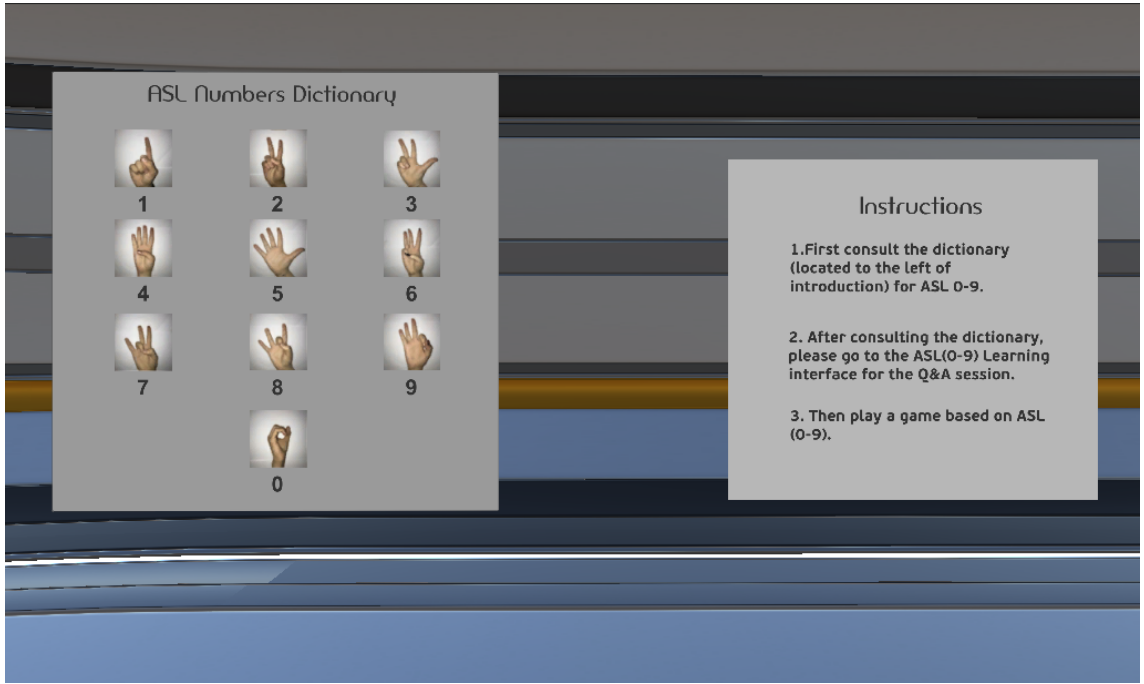 ASL Numbers Dictionary
1 2 3
4 5 6
7 8 9
0
Instructions
1.First consult the dictionary
(located to the left of
introduction) for ASL 0-9.
2. After consulting the dictionary,
please go to the ASL(0-9) Learning
interface for the Q&A session.
3. Then play a game based on ASL
(0-9).